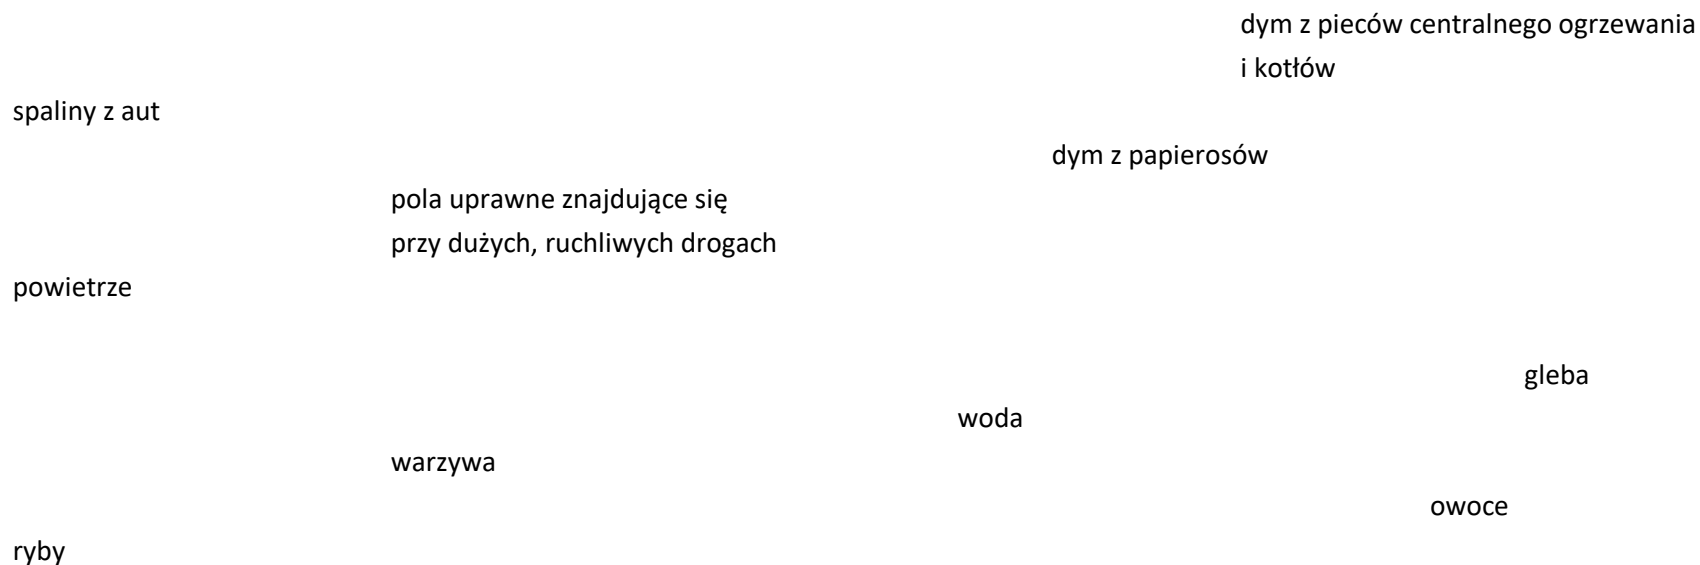 dym z pieców centralnego ogrzewania
i kotłów
spaliny z aut
dym z papierosów
pola uprawne znajdujące się
przy dużych, ruchliwych drogach
powietrze
gleba
woda
warzywa
owoce
ryby